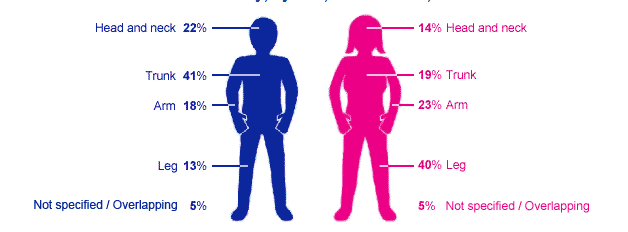 Head and neck 22%
14% Head and neck
Trunk 41%
19% Trunk
Arm 18%
23% Arm
Leg 13%
40% Leg
Not specified / Overlapping 5%
5% Not specified / Overlapping